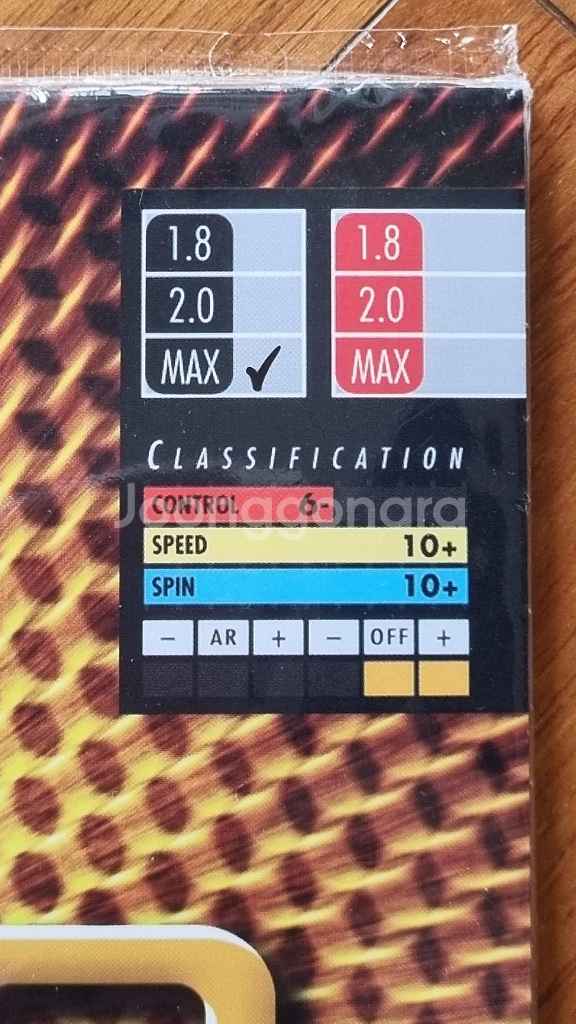 1.8 1.8
2.0 2.0
MAX ✓ MAX
CLASSIFICATION
CONTROL 6-
Joonggonara
SPEED 10+
SPIN 10+
- AR + - OFF +